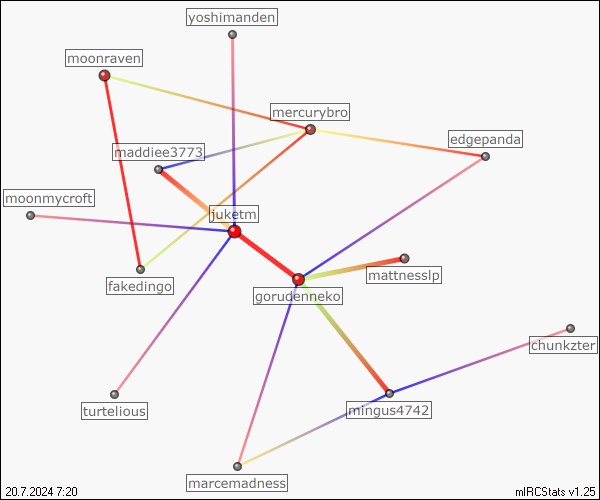 yoshimanden
moonraven
mercurybro
edgepanda
maddiee3773
moonmycroft
juketm
mattnesslp
fakedingo
gorudenneko
chunkzter
turtelious
mingus4742
marcemadness
20.7.2024 7:20
mIRCStats v1.25